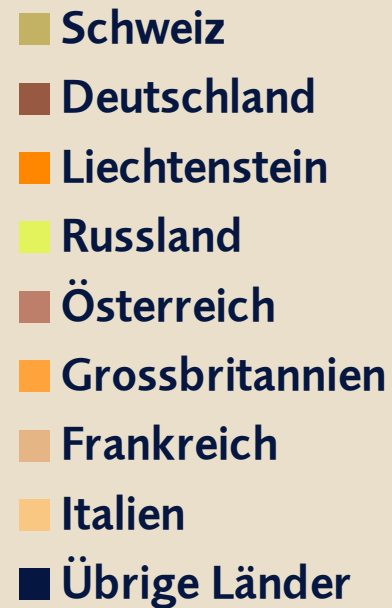 Schweiz
Deutschland
Liechtenstein
Russland
Österreich
Grossbritannien
Frankreich
Italien
Übrige Länder